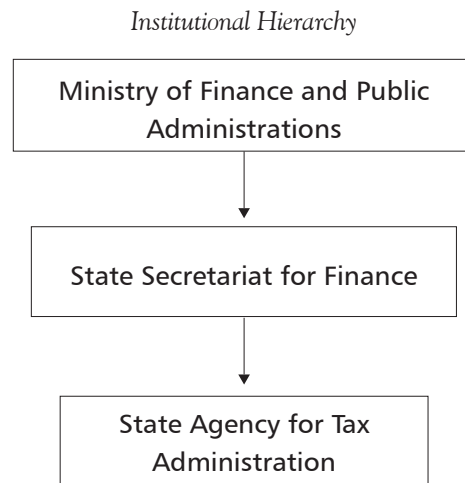 Institutional Hierarchy
Ministry of Finance and Public
Administrations
State Secretariat for Finance
State Agency for Tax
Administration